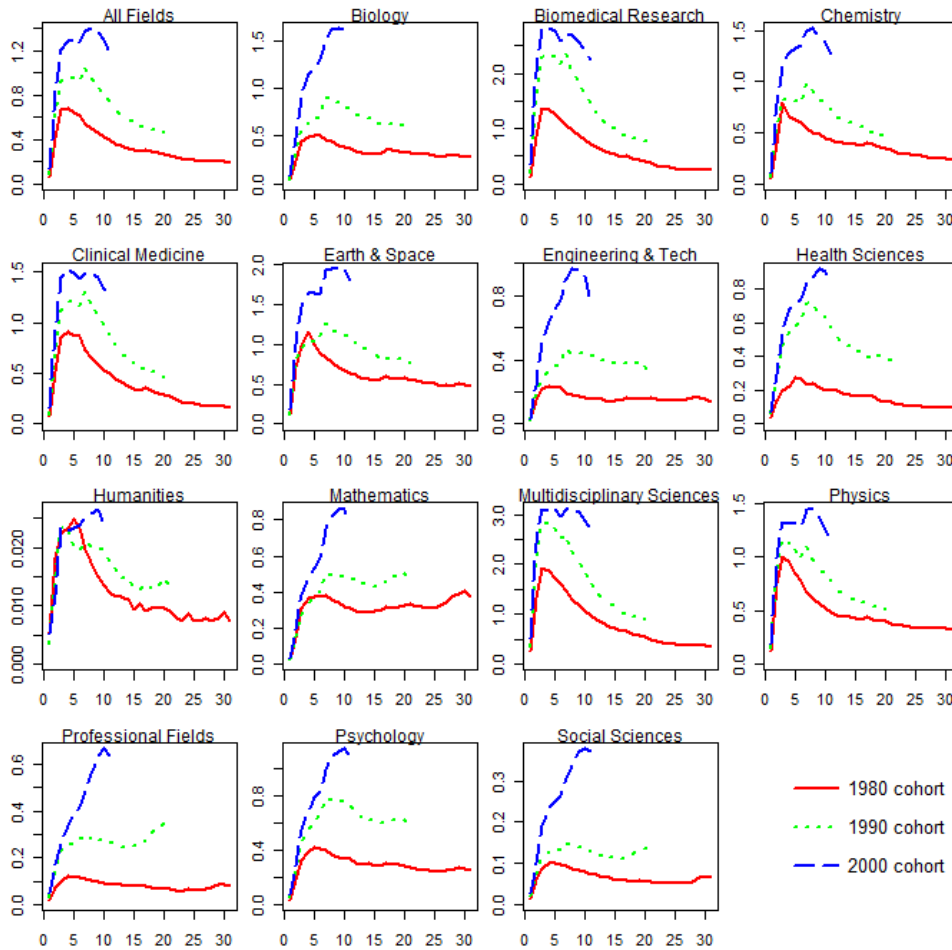 All Fields
0.0 0.4 0.8 1.2
0 5 10 15 20 25 30
Biology
0.0 0.5 1.0 1.5
0 5 10 15 20 25 30
Biomedical Research
0.0 1.0 2.0
0 5 10 15 20 25 30
Chemistry
0.0 0.5 1.0 1.5
0 5 10 15 20 25 30
Clinical Medicine
0.0 0.5 1.0 1.5
0 5 10 15 20 25 30
Earth & Space
0.0 0.5 1.0 1.5 2.0
0 5 10 15 20 25 30
Engineering & Tech
0.0 0.4 0.8
0 5 10 15 20 25 30
Health Sciences
0.0 0.2 0.4 0.6 0.8
0 5 10 15 20 25 30
Humanities
0.000 0.010 0.020
0 5 10 15 20 25 30
Mathematics
0.0 0.2 0.4 0.6 0.8
0 5 10 15 20 25 30
Multidisciplinary Sciences
0.0 1.0 2.0 3.0
0 5 10 15 20 25 30
Physics
0.0 0.5 1.0 1.5
0 5 10 15 20 25 30
Professional Fields
0.0 0.2 0.4 0.6
0 5 10 15 20 25 30
Psychology
0.0 0.4 0.8
0 5 10 15 20 25 30
Social Sciences
0.0 0.1 0.2 0.3
0 5 10 15 20 25 30
1980 cohort
1990 cohort
2000 cohort